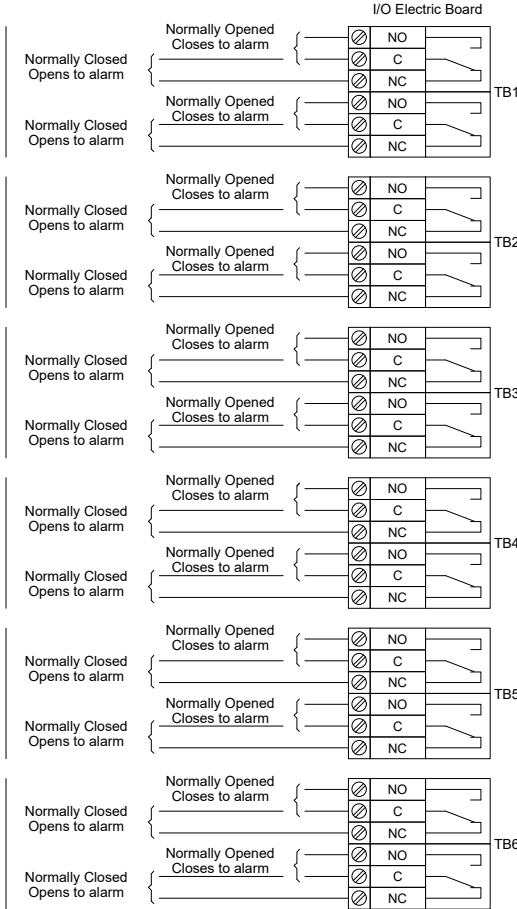 I/O Electric Board
Normally Opened
Closes to alarm
NO
Normally Closed
Opens to alarm
C
NC
TB1
Normally Opened
Closes to alarm
NO
Normally Closed
Opens to alarm
C
NC
Normally Opened
Closes to alarm
NO
Normally Closed
Opens to alarm
C
NC
TB2
Normally Opened
Closes to alarm
NO
Normally Closed
Opens to alarm
C
NC
Normally Opened
Closes to alarm
NO
Normally Closed
Opens to alarm
C
NC
TB3
Normally Opened
Closes to alarm
NO
Normally Closed
Opens to alarm
C
NC
Normally Opened
Closes to alarm
NO
Normally Closed
Opens to alarm
C
NC
TB4
Normally Opened
Closes to alarm
NO
Normally Closed
Opens to alarm
C
NC
Normally Opened
Closes to alarm
NO
Normally Closed
Opens to alarm
C
NC
TB5
Normally Opened
Closes to alarm
NO
Normally Closed
Opens to alarm
C
NC
Normally Opened
Closes to alarm
NO
Normally Closed
Opens to alarm
C
NC
TB6
Normally Opened
Closes to alarm
NO
Normally Closed
Opens to alarm
C
NC